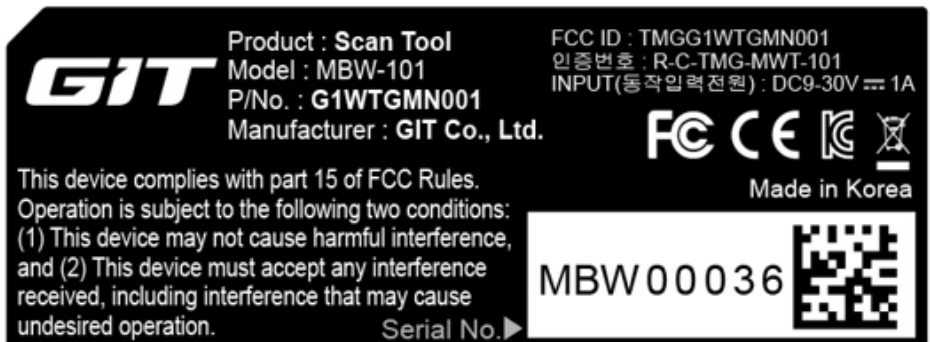 GIT
Product : Scan Tool
Model : MBW-101
P/No. : G1WTGMN001
Manufacturer : GIT Co., Ltd.
FCC ID : TMGG1WTGMN001
인증번호 : R-C-TMG-MWT-101
INPUT(동작입력전원) : DC9-30V ⎓ 1A
FC CE
Made in Korea
This device complies with part 15 of FCC Rules.
Operation is subject to the following two conditions:
(1) This device may not cause harmful interference,
and (2) This device must accept any interference
received, including interference that may cause
undesired operation.
Serial No.▶
MBW00036